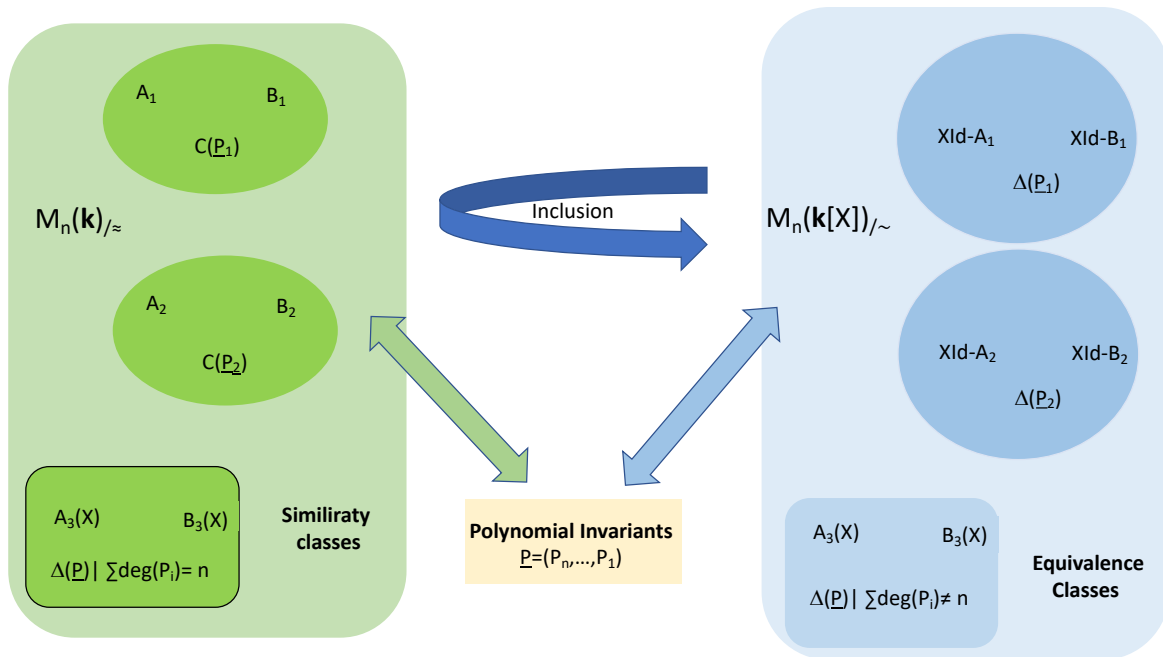 A₁ B₁
C(P₁)
Mₙ(k)/≈
A₂ B₂
C(P₂)
A₃(X) B₃(X)
Δ(P)| ∑deg(Pᵢ)= n
Similiraty
classes
Inclusion
Polynomial Invariants
P=(Pₙ,...,P₁)
XId-A₁ XId-B₁
Δ(P₁)
Mₙ(k[X])/~
XId-A₂ XId-B₂
Δ(P₂)
A₃(X) B₃(X)
Δ(P)| ∑deg(Pᵢ)≠ n
Equivalence
Classes